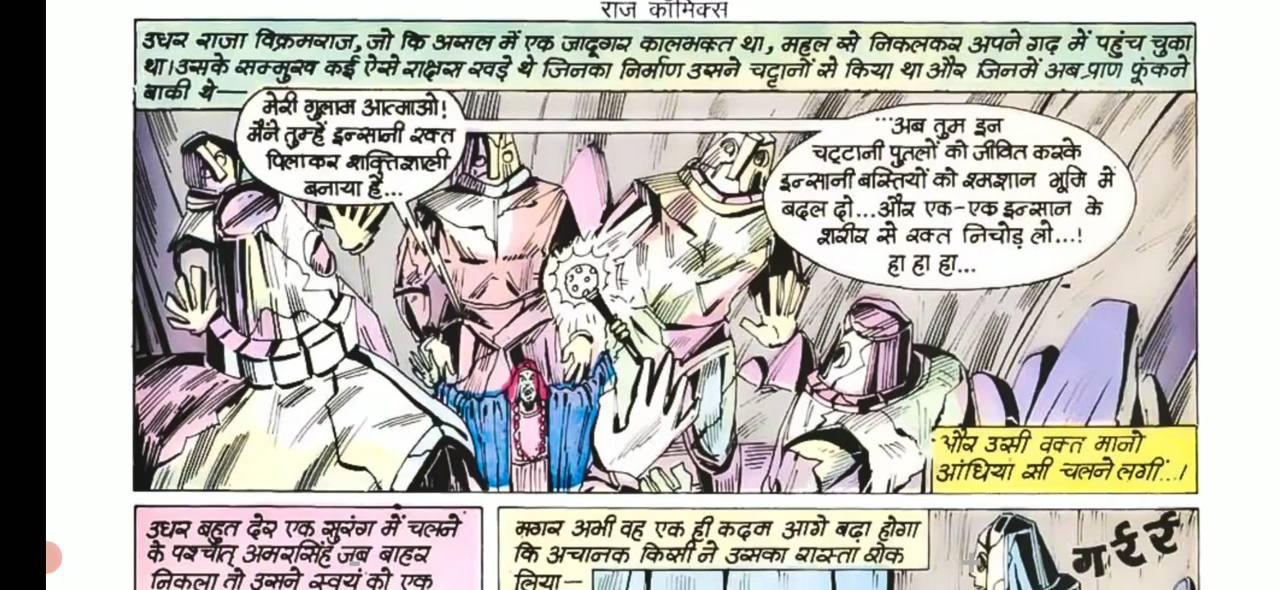 राज कॉमिक्स
उधर राजा विक्रमराज, जो कि असल में एक जादूगर कालभक्त था, महल से निकलकर अपने गढ़ में पहुंच चुका
था। उसके सम्मुख कई ऐसे राक्षस खड़े थे जिनका निर्माण उसने चट्टानों से किया था और जिनमें अब प्राण फूंकने
बाकी थे—
मेरी गुलाम आत्माओ!
मैंने तुम्हें इन्सानी रक्त
पिलाकर शक्तिशाली
बनाया है...
...अब तुम इन
चट्टानी पुतलों को जीवित करके
इन्सानी बस्तियों को श्मशान भूमि में
बदल दो...और एक-एक इन्सान के
शरीर से रक्त निचोड़ लो...!
हा हा हा...
और उसी वक्त मानो
आंधियां सी चलने लगीं...।
उधर बहुत देर एक सुरंग में चलने
के पश्चात् अमरसिंह जब बाहर
निकला तो उसने स्वयं को एक
मगर अभी वह एक ही कदम आगे बढ़ा होगा
कि अचानक किसी ने उसका रास्ता रोक
लिया—
गर्रर्र